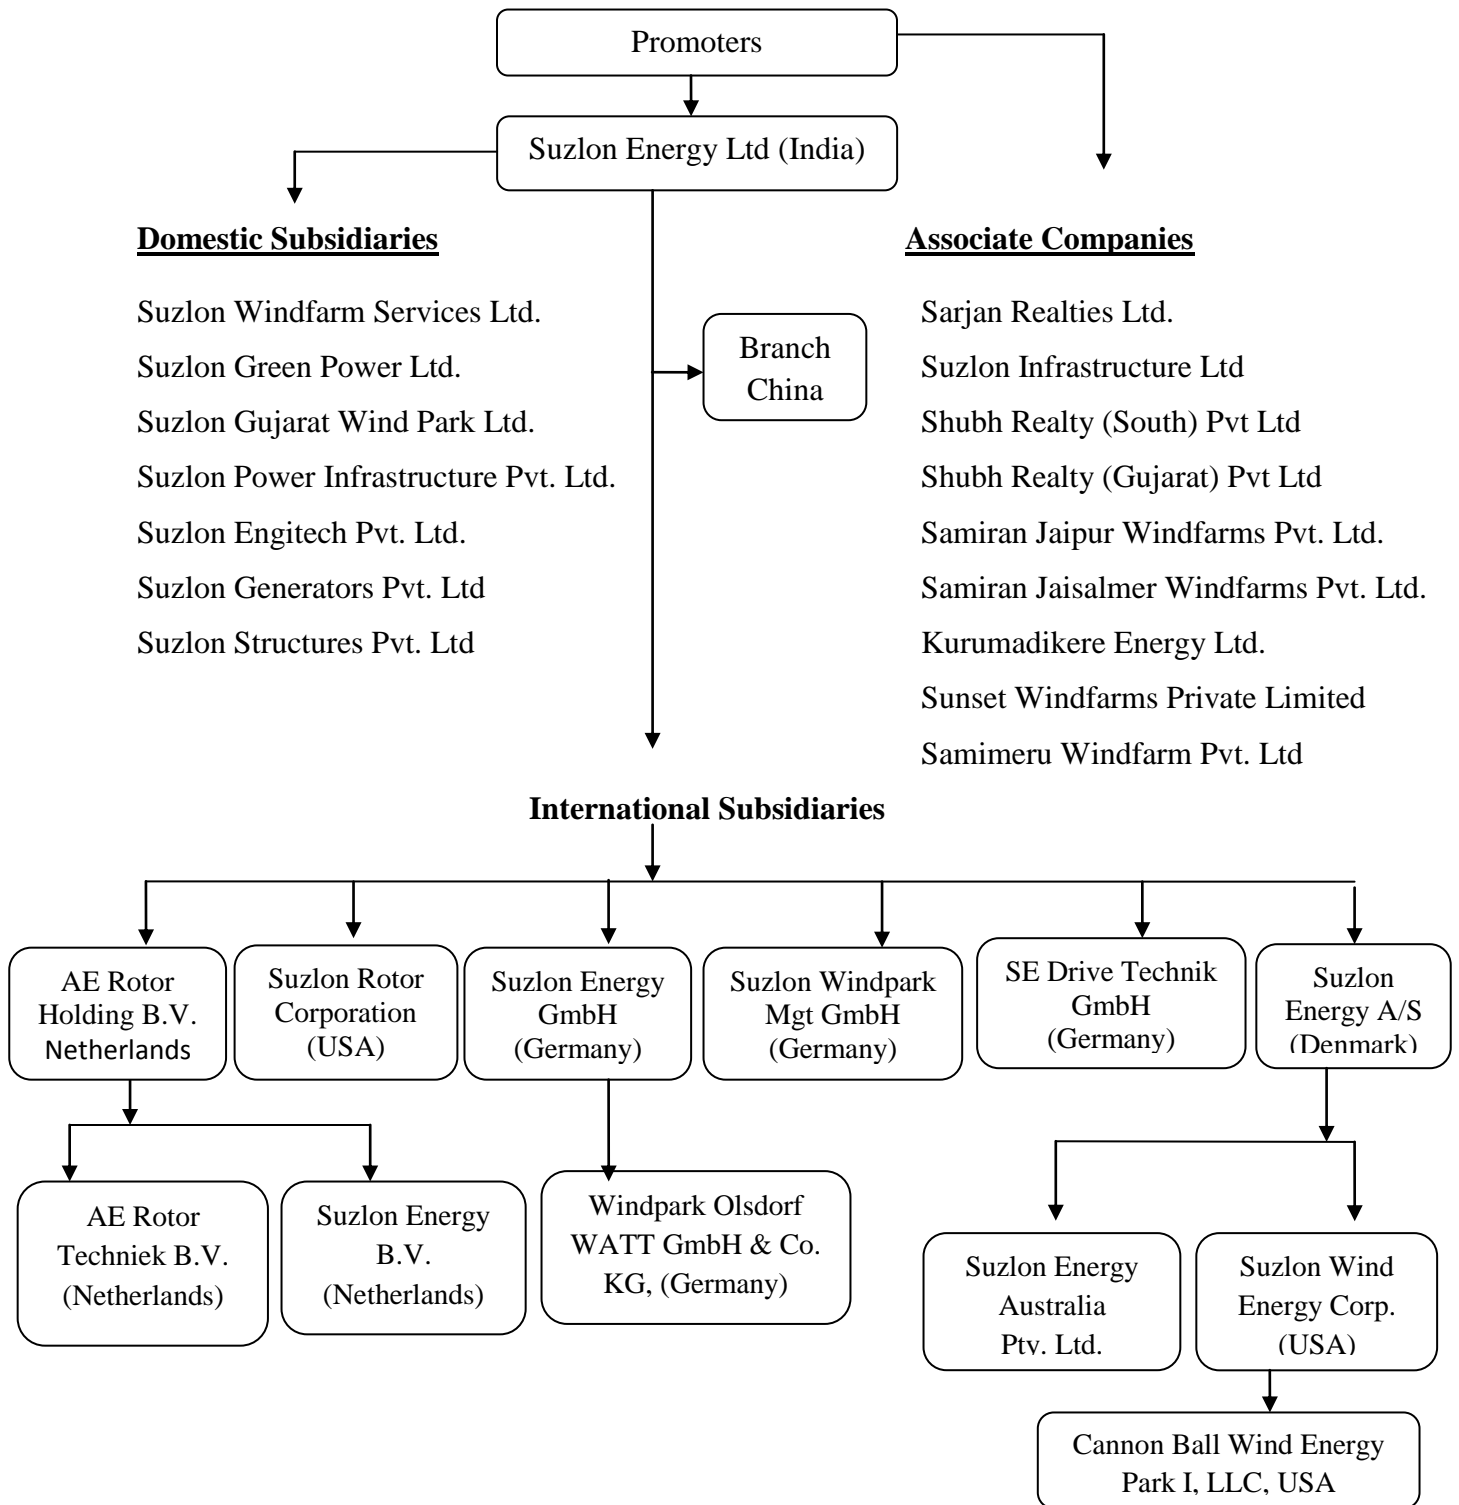 Promoters
Suzlon Energy Ltd (India)
Domestic Subsidiaries
Suzlon Windfarm Services Ltd.
Suzlon Green Power Ltd.
Suzlon Gujarat Wind Park Ltd.
Suzlon Power Infrastructure Pvt. Ltd.
Suzlon Engitech Pvt. Ltd.
Suzlon Generators Pvt. Ltd
Suzlon Structures Pvt. Ltd
Branch
China
Associate Companies
Sarjan Realties Ltd.
Suzlon Infrastructure Ltd
Shubh Realty (South) Pvt Ltd
Shubh Realty (Gujarat) Pvt Ltd
Samiran Jaipur Windfarms Pvt. Ltd.
Samiran Jaisalmer Windfarms Pvt. Ltd.
Kurumadikere Energy Ltd.
Sunset Windfarms Private Limited
Samimeru Windfarm Pvt. Ltd
International Subsidiaries
AE Rotor
Holding B.V.
Netherlands
Suzlon Rotor
Corporation
(USA)
Suzlon Energy
GmbH
(Germany)
Suzlon Windpark
Mgt GmbH
(Germany)
SE Drive Technik
GmbH
(Germany)
Suzlon
Energy A/S
(Denmark)
AE Rotor
Techniek B.V.
(Netherlands)
Suzlon Energy
B.V.
(Netherlands)
Windpark Olsdorf
WATT GmbH & Co.
KG, (Germany)
Suzlon Energy
Australia
Pty. Ltd.
Suzlon Wind
Energy Corp.
(USA)
Cannon Ball Wind Energy
Park I, LLC, USA